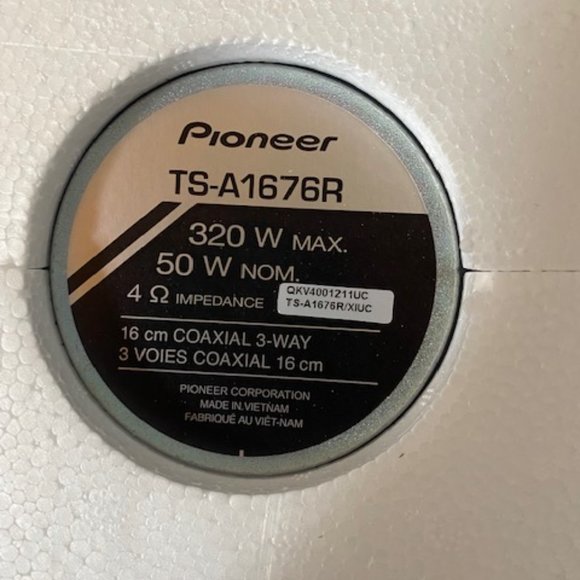 Pioneer
TS-A1676R
320 W MAX.
50 W NOM.
4 Ω IMPEDANCE
QKV4001211UC
TS-A1676R/XIUC
16 cm COAXIAL 3-WAY
3 VOIES COAXIAL 16 cm
PIONEER CORPORATION
MADE IN VIETNAM
FABRIQUÉ AU VIÊT-NAM